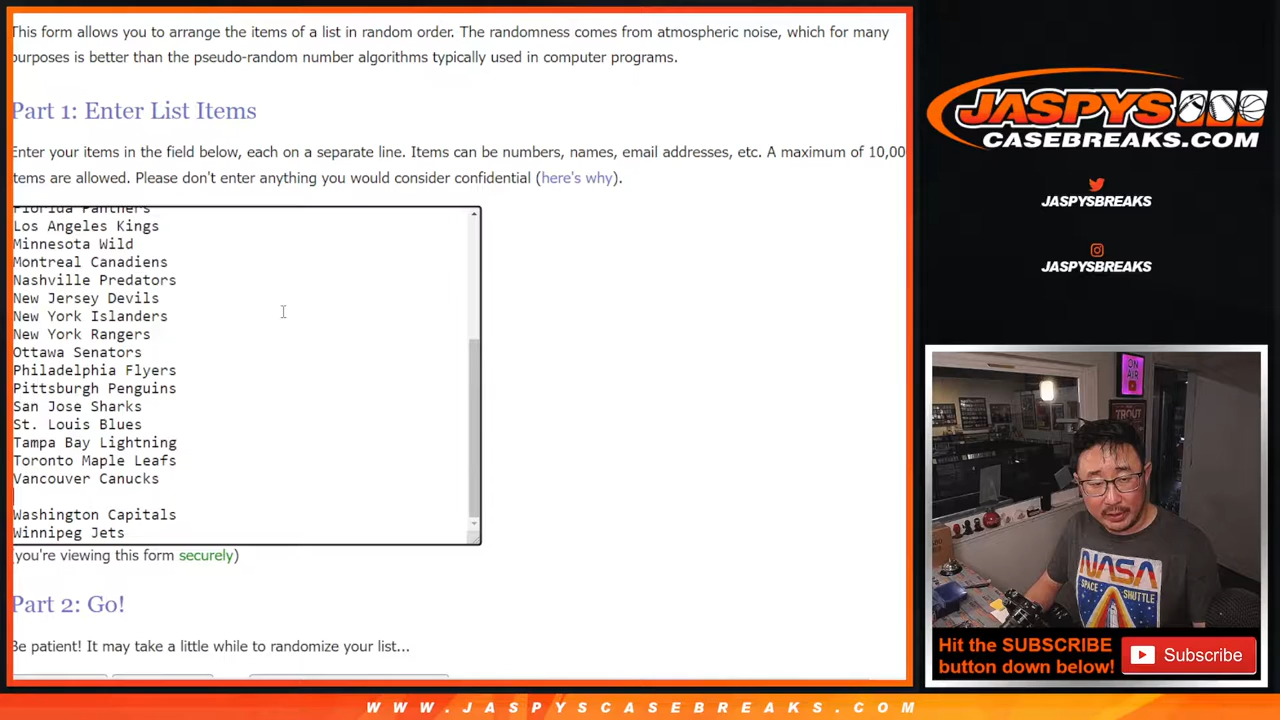 This form allows you to arrange the items of a list in random order. The randomness comes from atmospheric noise, which for many
purposes is better than the pseudo-random number algorithms typically used in computer programs.
Part 1: Enter List Items
Enter your items in the field below, each on a separate line. Items can be numbers, names, email addresses, etc. A maximum of 10,00
items are allowed. Please don't enter anything you would consider confidential (here's why).
Florida Panthers
Los Angeles Kings
Minnesota Wild
Montreal Canadiens
Nashville Predators
New Jersey Devils
New York Islanders
New York Rangers
Ottawa Senators
Philadelphia Flyers
Pittsburgh Penguins
San Jose Sharks
St. Louis Blues
Tampa Bay Lightning
Toronto Maple Leafs
Vancouver Canucks
Washington Capitals
Winnipeg Jets
(you're viewing this form securely)
Part 2: Go!
Be patient! It may take a little while to randomize your list...
JASPYS
CASEBREAKS.COM
JASPYSBREAKS
JASPYSBREAKS
ON
AIR
TROUT
NASA
SPACE SHUTTLE
Hit the SUBSCRIBE
button down below!
Subscribe
WWW.JASPYSCASEBREAKS.COM